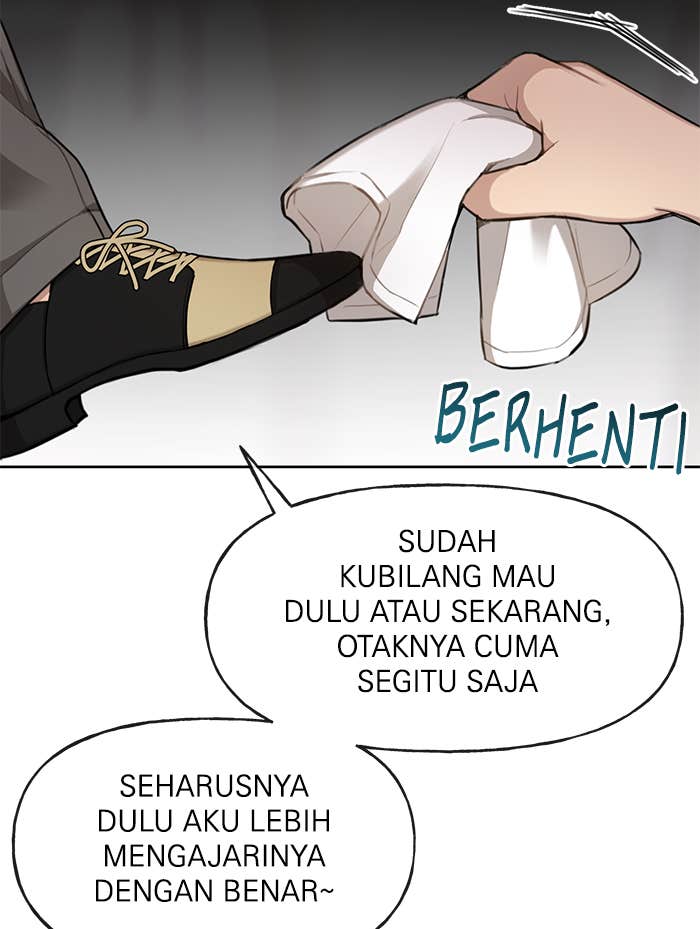 BERHENTI
SUDAH
KUBILANG MAU
DULU ATAU SEKARANG,
OTAKNYA CUMA
SEGITU SAJA
SEHARUSNYA
DULU AKU LEBIH
MENGAJARINYA
DENGAN BENAR~